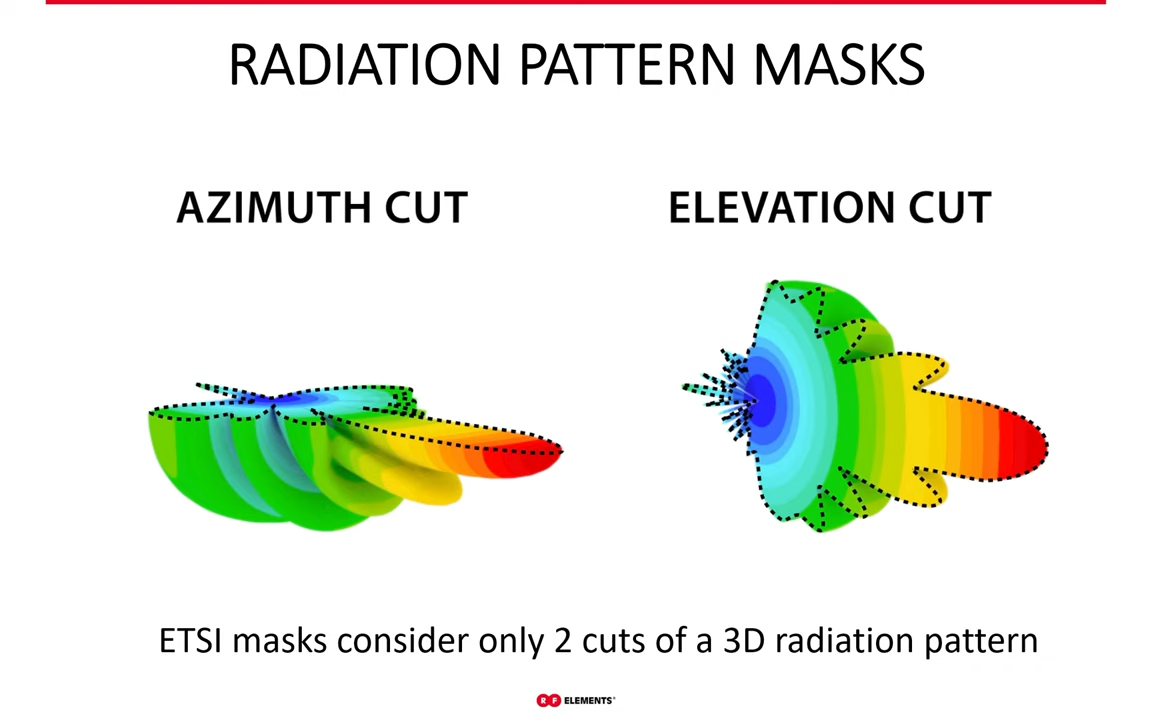 RADIATION PATTERN MASKS
AZIMUTH CUT
ELEVATION CUT
ETSI masks consider only 2 cuts of a 3D radiation pattern
RF ELEMENTS®